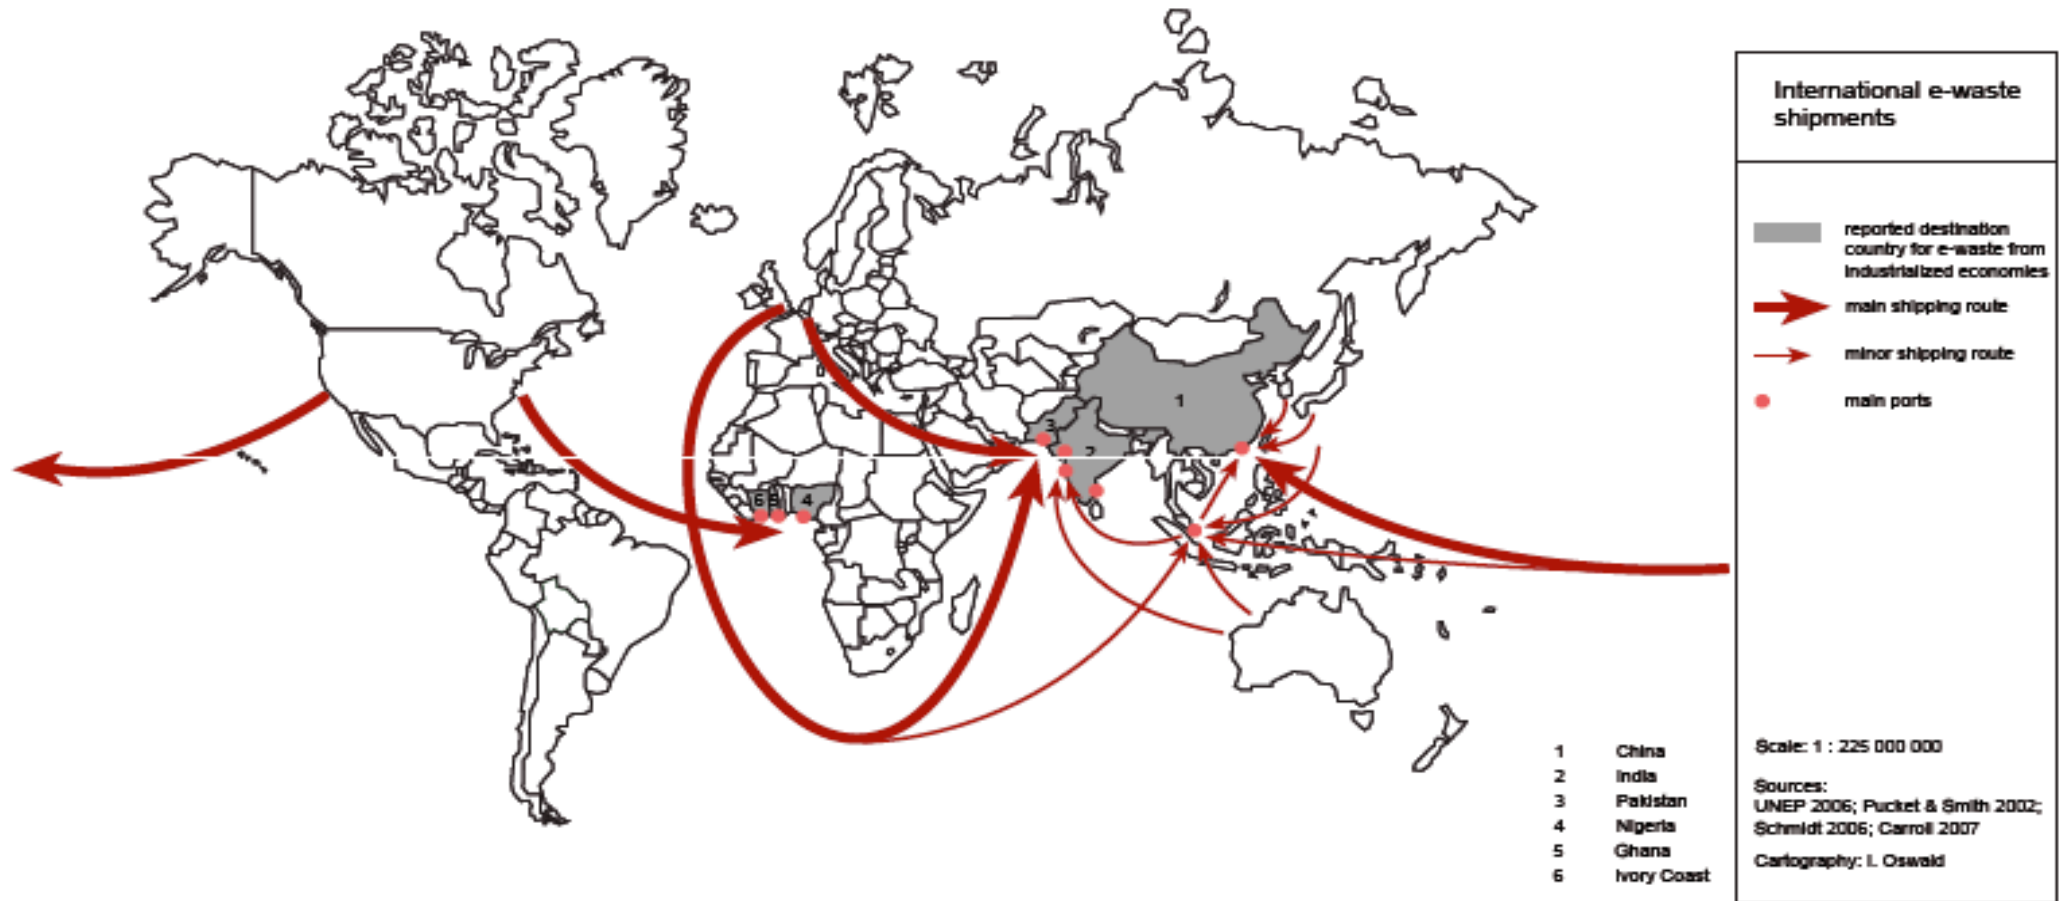 International e-waste
shipments
reported destination
country for e-waste from
industrialized economies
main shipping route
minor shipping route
main ports
1
2
3
4
5
6
1 China
2 India
3 Pakistan
4 Nigeria
5 Ghana
6 Ivory Coast
Scale: 1 : 225 000 000
Sources:
UNEP 2006; Pucket & Smith 2002;
Schmidt 2006; Carroll 2007
Cartography: I. Oswald